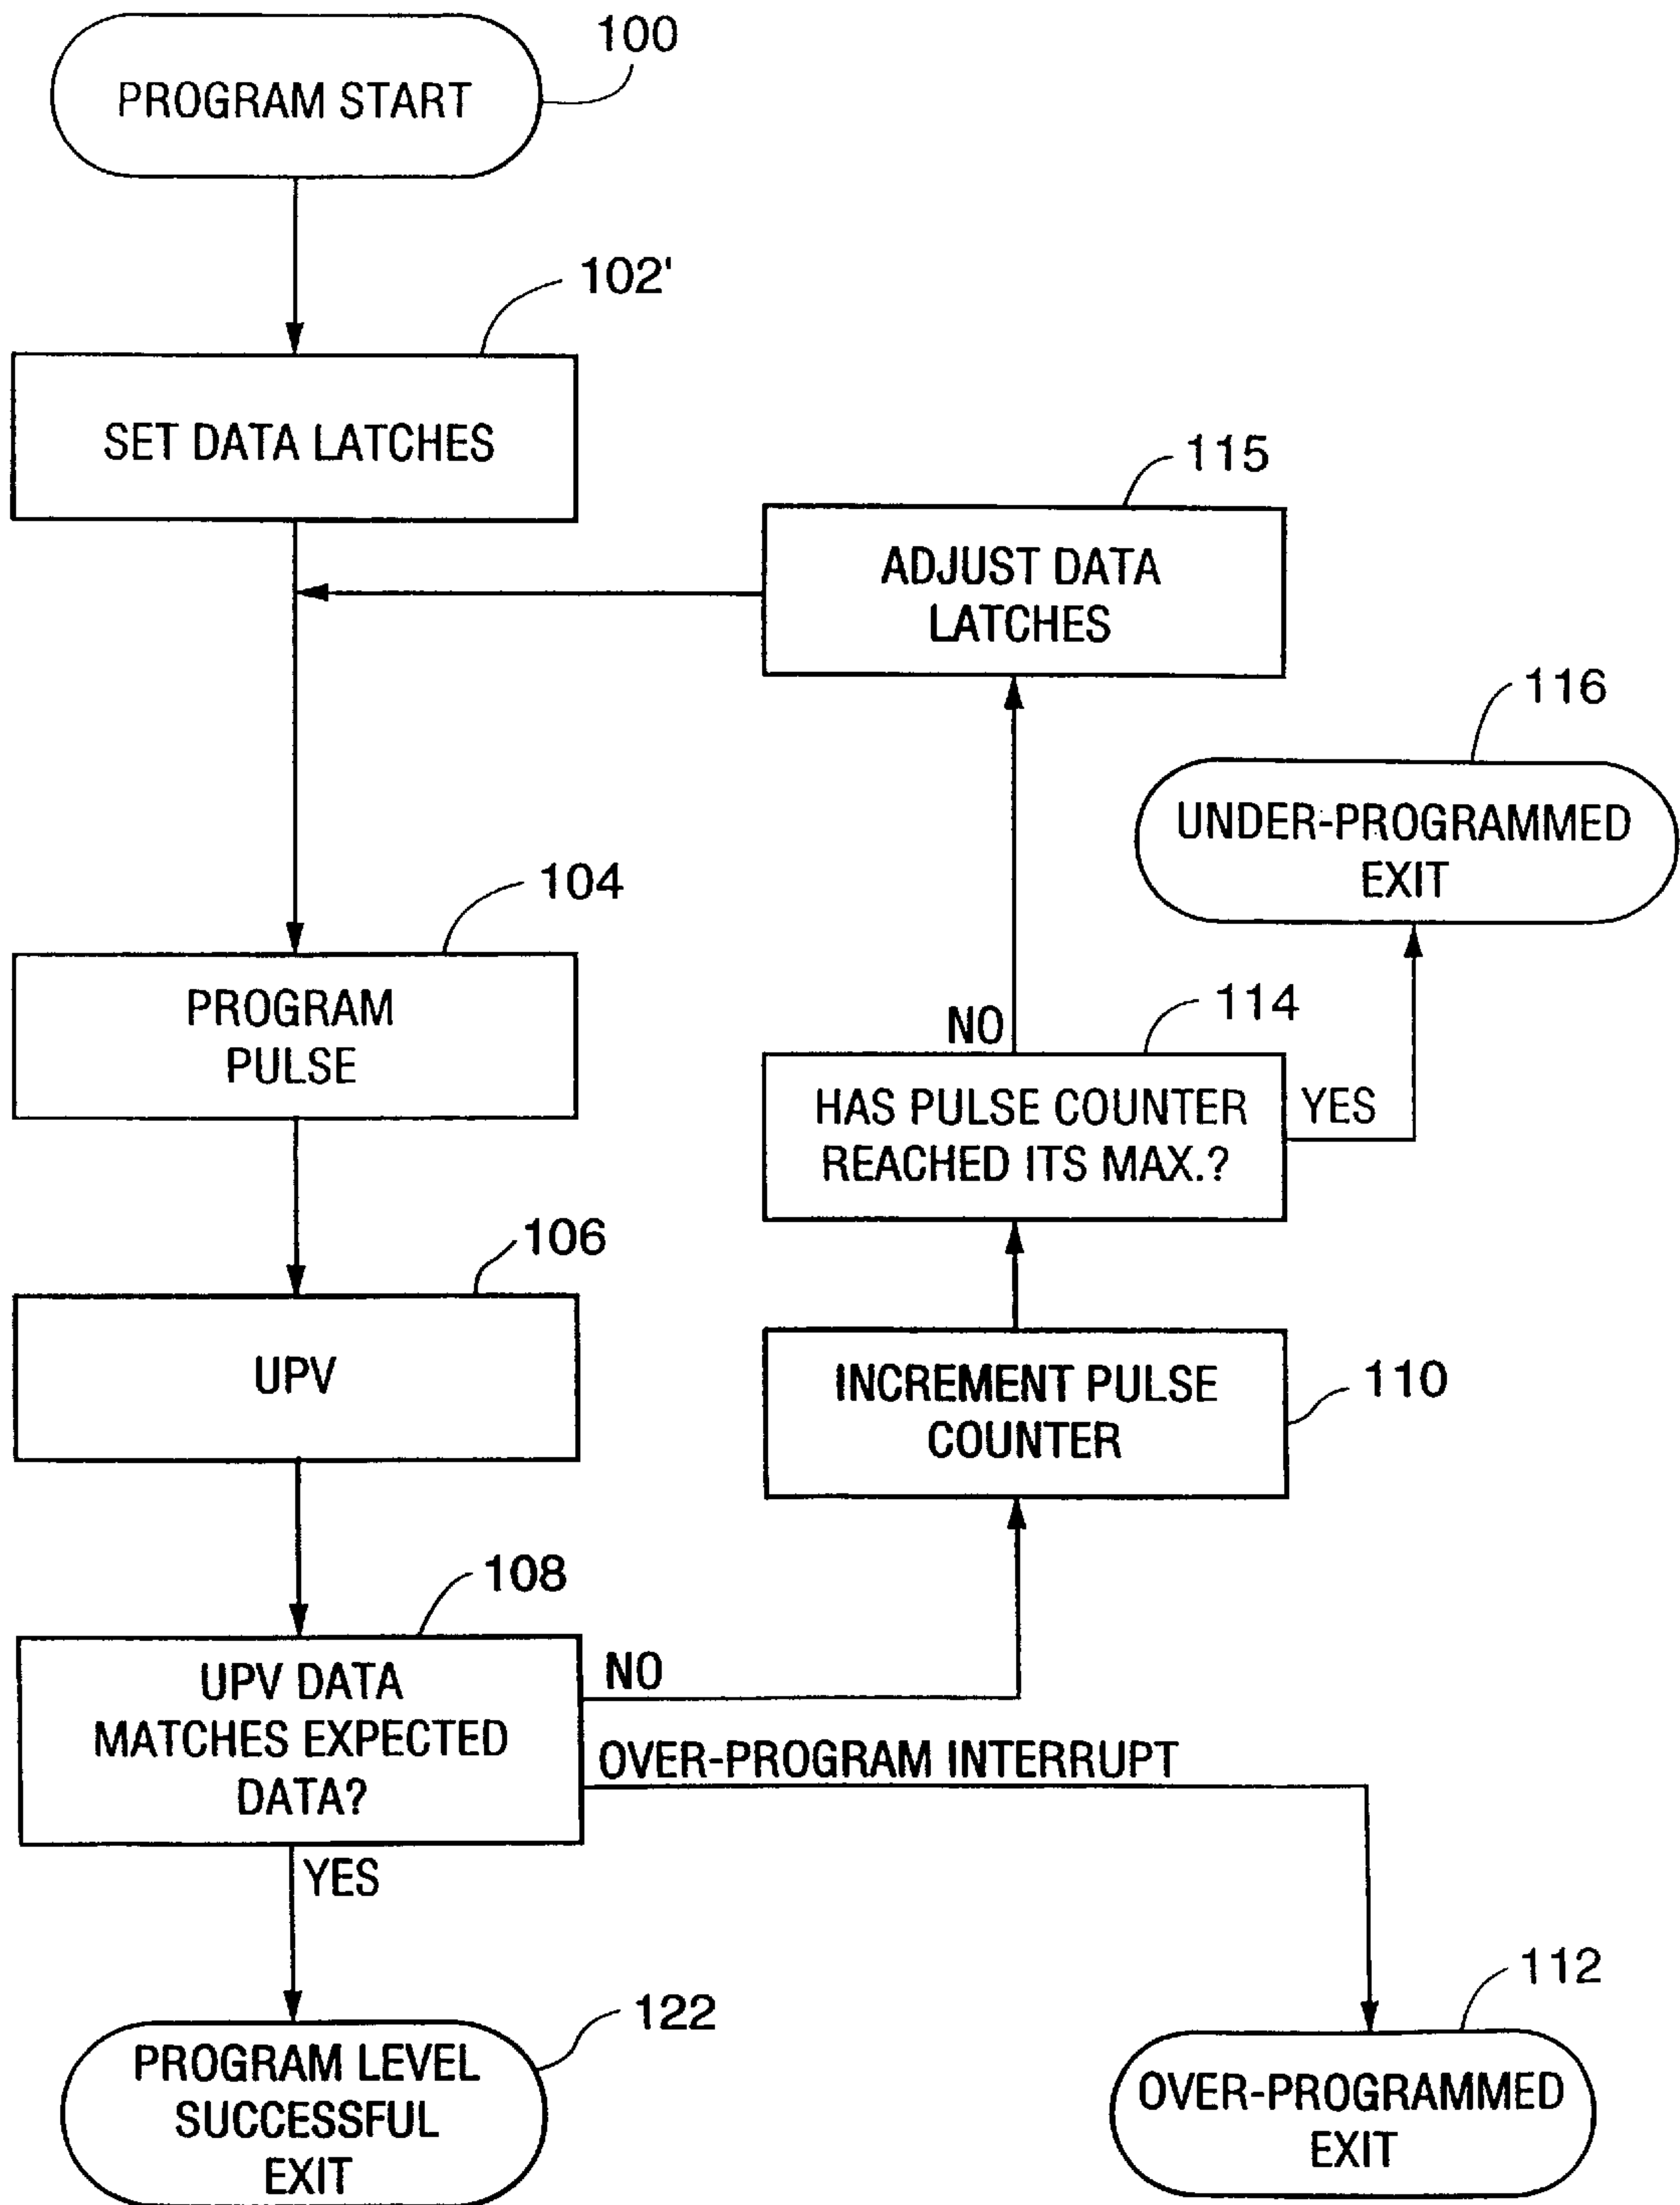 100
PROGRAM START
102'
SET DATA LATCHES
115
ADJUST DATA
LATCHES
116
UNDER-PROGRAMMED
EXIT
104
PROGRAM
PULSE
114
NO
HAS PULSE COUNTER
REACHED ITS MAX.?
YES
106
UPV
110
INCREMENT PULSE
COUNTER
108
UPV DATA
MATCHES EXPECTED
DATA?
NO
OVER-PROGRAM INTERRUPT
YES
122
PROGRAM LEVEL
SUCCESSFUL
EXIT
112
OVER-PROGRAMMED
EXIT